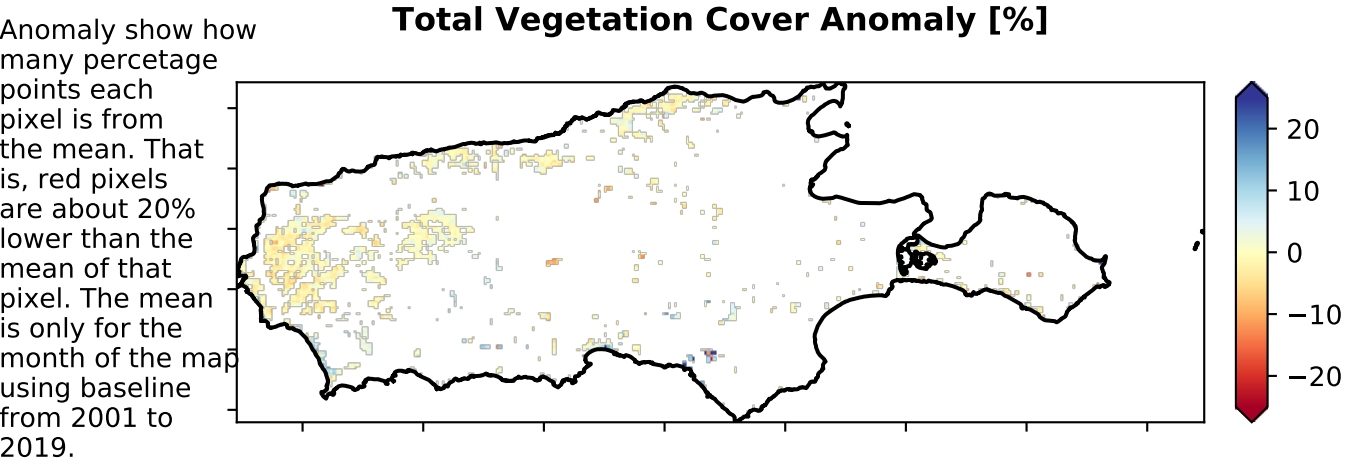 Total Vegetation Cover Anomaly [%]
Anomaly show how
many percetage
points each
pixel is from
the mean. That
is, red pixels
are about 20%
lower than the
mean of that
pixel. The mean
is only for the
month of the map
using baseline
from 2001 to
2019.
20
10
0
−10
−20